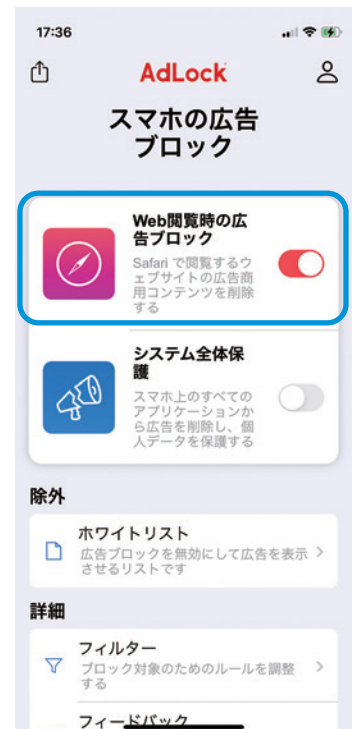 17:36
AdLock
スマホの広告
ブロック
Web閲覧時の広
告ブロック
Safari で閲覧するウ
ェブサイトの広告商
用コンテンツを削除
する
システム全体保
護
スマホ上のすべての
アプリケーションか
ら広告を削除し、個
人データを保護する
除外
ホワイトリスト
広告ブロックを無効にして広告を表示
させるリストです
詳細
フィルター
ブロック対象のためのルールを調整
する
フィードバック